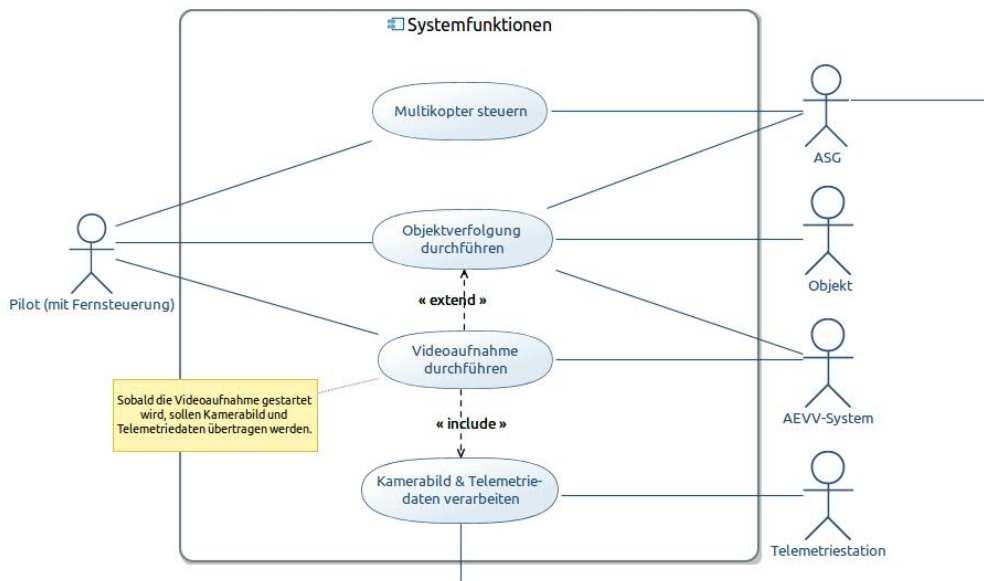 Systemfunktionen
Multikopter steuern
ASG
Objektverfolgung
durchführen
Objekt
Pilot (mit Fernsteuerung)
« extend »
Videoaufnahme
durchführen
Sobald die Videoaufnahme gestartet
wird, sollen Kamerabild und
Telemetriedaten übertragen werden.
AEVV-System
« include »
Kamerabild & Telemetrie-
daten verarbeiten
Telemetriestation